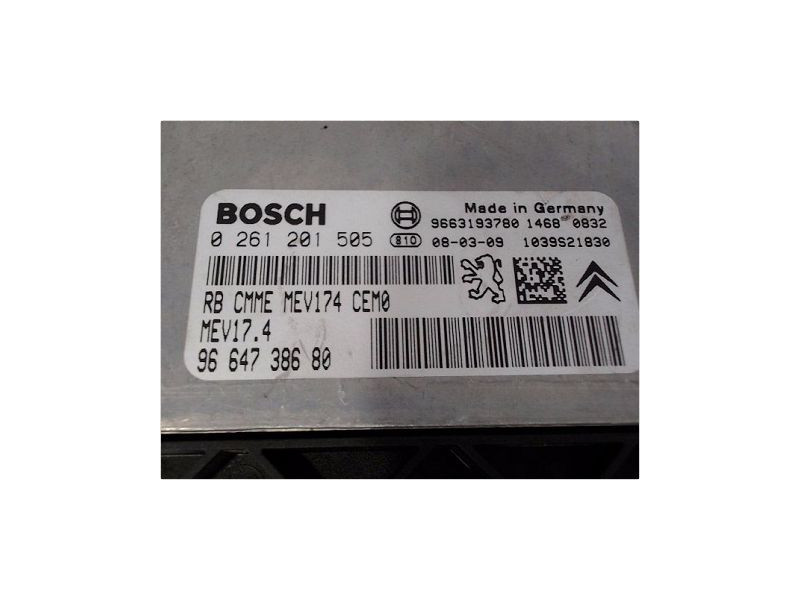 BOSCH
Made in Germany
9663193780 1468 0832
0 261 201 505
810
08-03-09 1039S21830
RB CMME MEV174 CEM0
MEV17.4
96 647 386 80